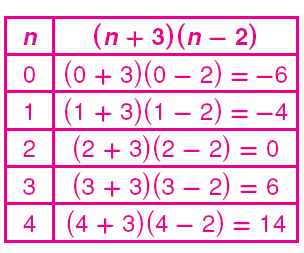 n (n + 3)(n − 2)
0 (0 + 3)(0 − 2) = −6
1 (1 + 3)(1 − 2) = −4
2 (2 + 3)(2 − 2) = 0
3 (3 + 3)(3 − 2) = 6
4 (4 + 3)(4 − 2) = 14